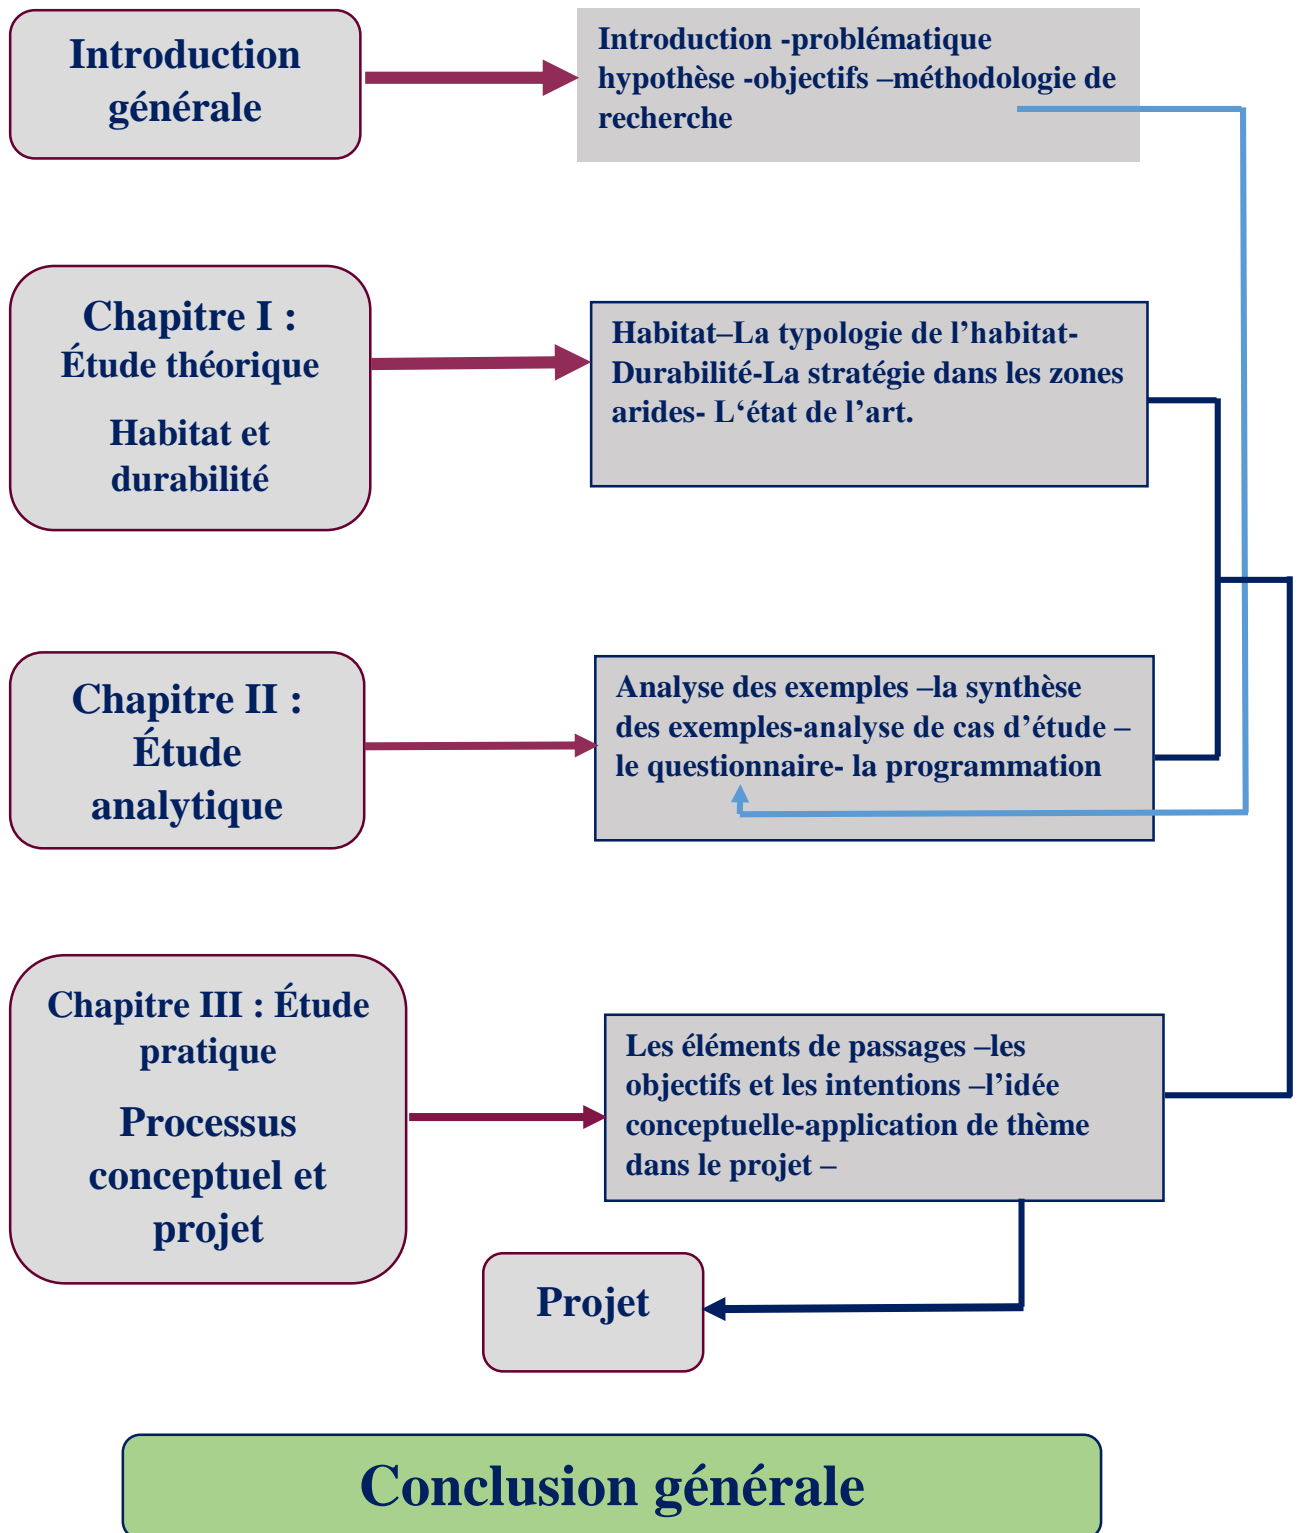 Introduction
générale
Introduction -problématique
hypothèse -objectifs –méthodologie de
recherche
Chapitre I :
Étude théorique
Habitat et
durabilité
Habitat–La typologie de l’habitat-
Durabilité-La stratégie dans les zones
arides- L‘état de l’art.
Chapitre II :
Étude
analytique
Analyse des exemples –la synthèse
des exemples-analyse de cas d’étude –
le questionnaire- la programmation
Chapitre III : Étude
pratique
Processus
conceptuel et
projet
Les éléments de passages –les
objectifs et les intentions –l’idée
conceptuelle-application de thème
dans le projet –
Projet
Conclusion générale